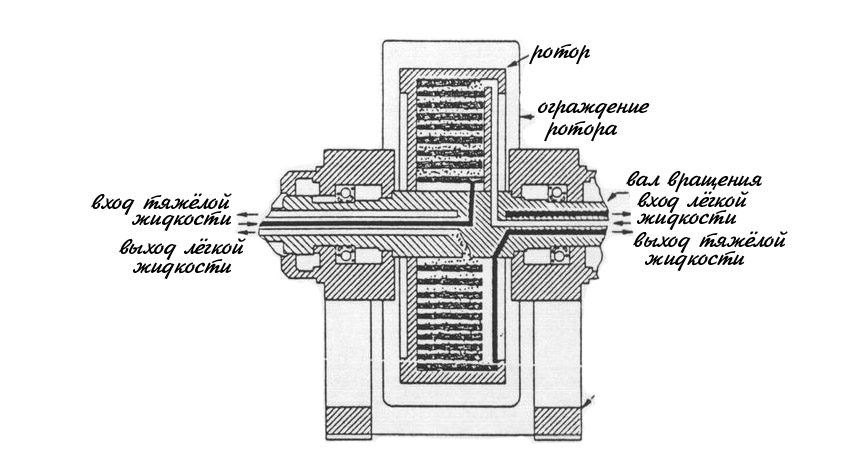 ротор
ограждение
ротора
вал вращения
вход тяжёлой
жидкости
вход лёгкой
жидкости
выход лёгкой
жидкости
выход тяжёлой
жидкости